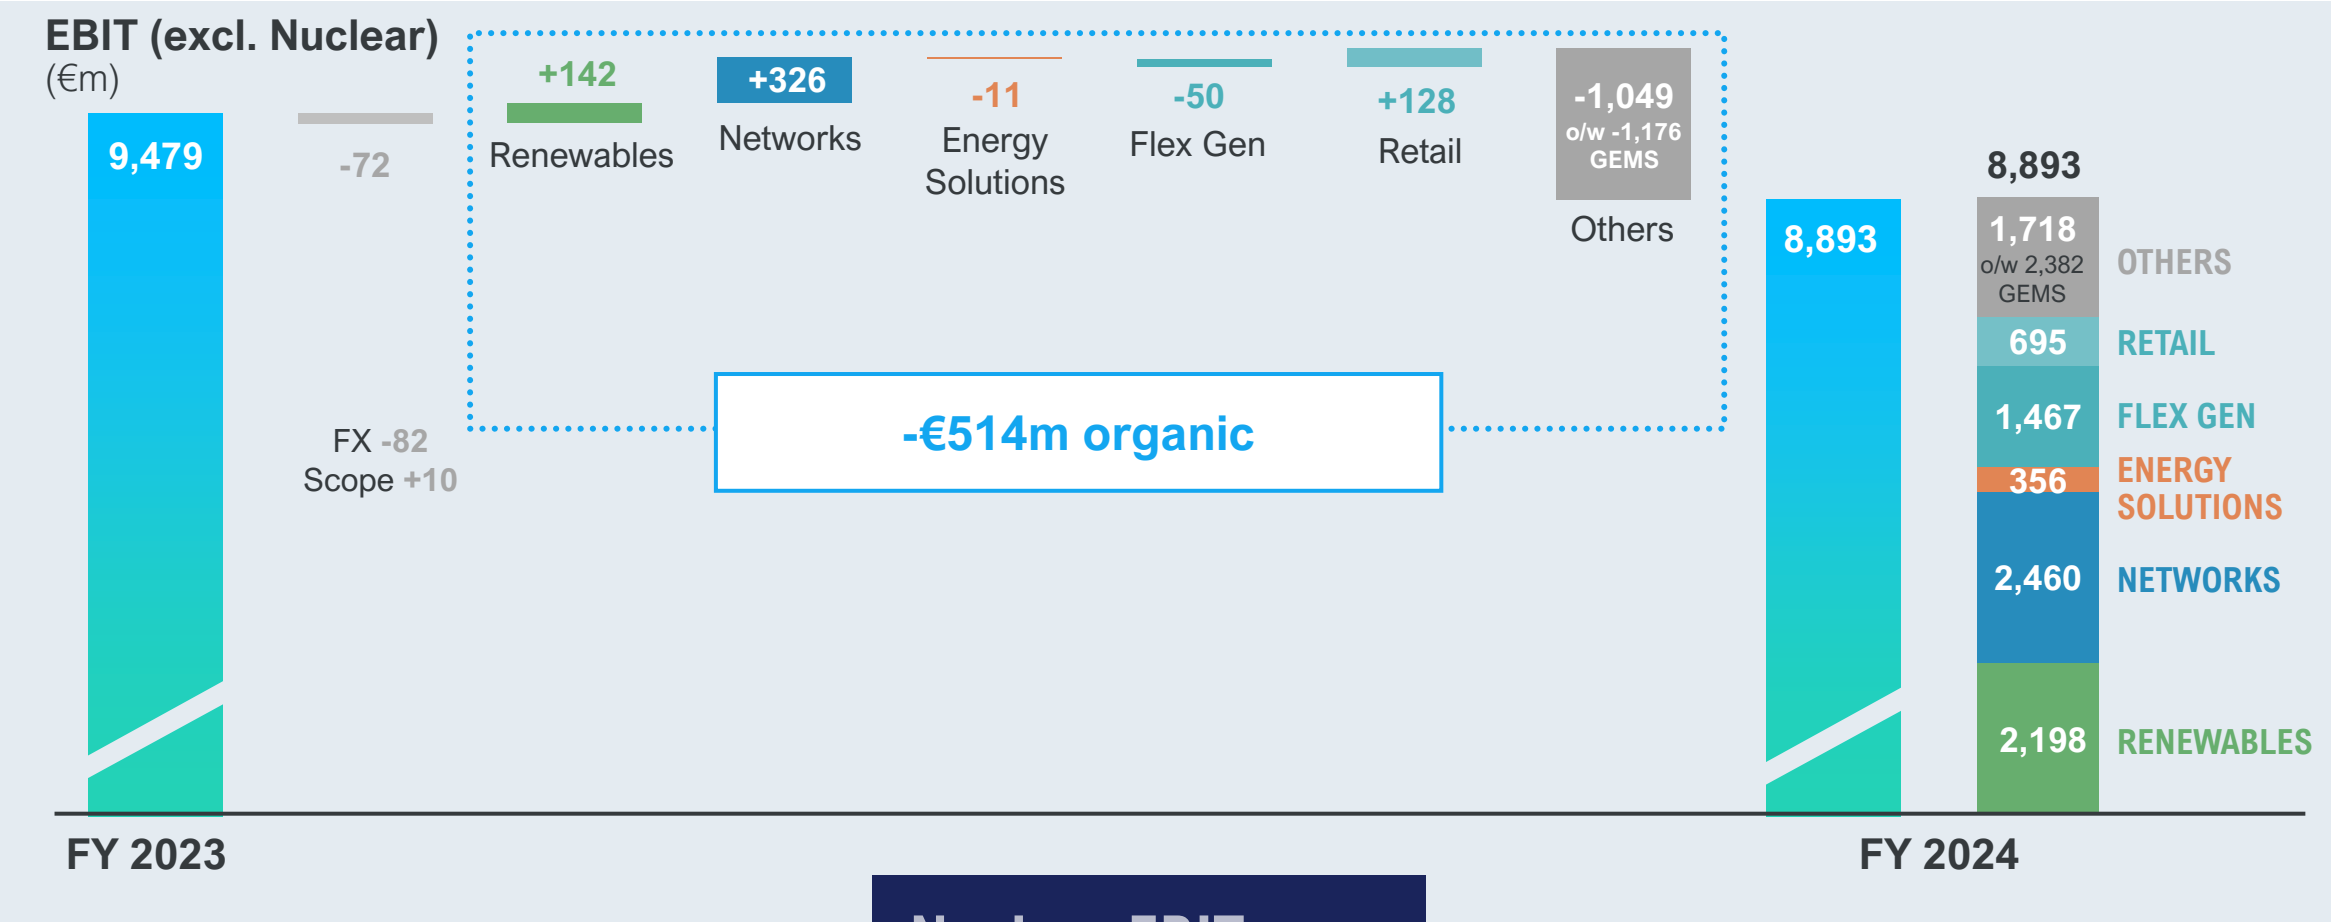 EBIT (excl. Nuclear)
(€m)
9,479
-72
FX -82
Scope +10
+142
Renewables
+326
Networks
-11
Energy
Solutions
-50
Flex Gen
+128
Retail
-1,049
o/w -1,176
GEMS
Others
-€514m organic
8,893
8,893
1,718
o/w 2,382
GEMS
OTHERS
695
RETAIL
1,467
FLEX GEN
356
ENERGY
SOLUTIONS
2,460
NETWORKS
2,198
RENEWABLES
FY 2023
FY 2024